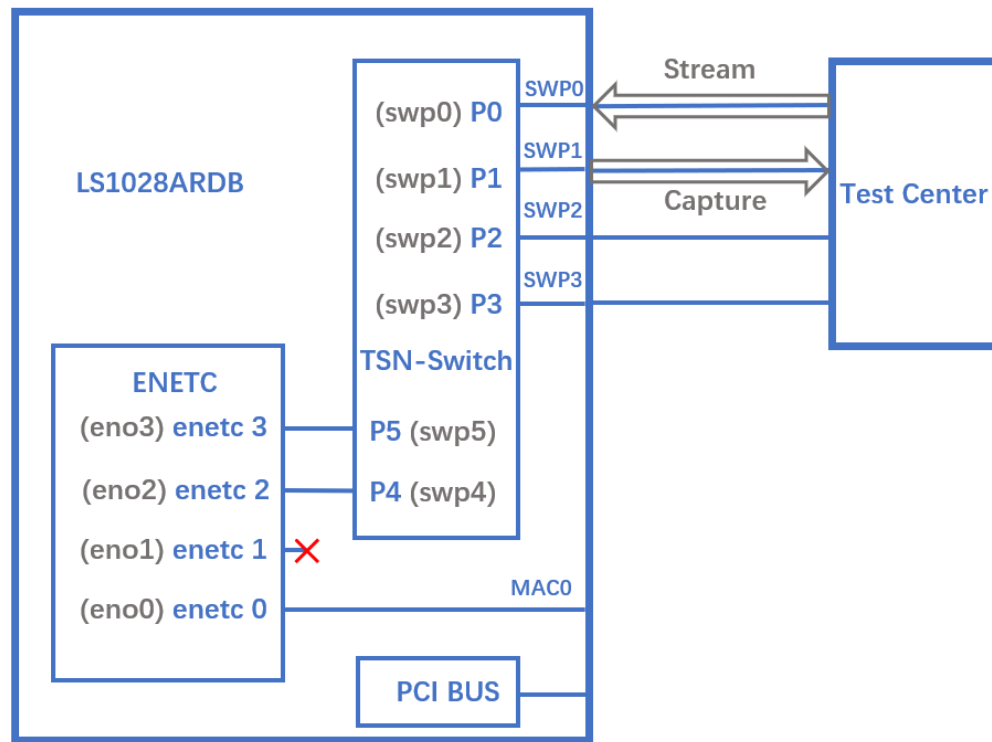 Stream
SWP0
(swp0) P0
SWP1
(swp1) P1
LS1028ARDB
Capture
Test Center
SWP2
(swp2) P2
SWP3
(swp3) P3
TSN-Switch
ENETC
(eno3) enetc 3
P5 (swp5)
(eno2) enetc 2
P4 (swp4)
(eno1) enetc 1
MAC0
(eno0) enetc 0
PCI BUS